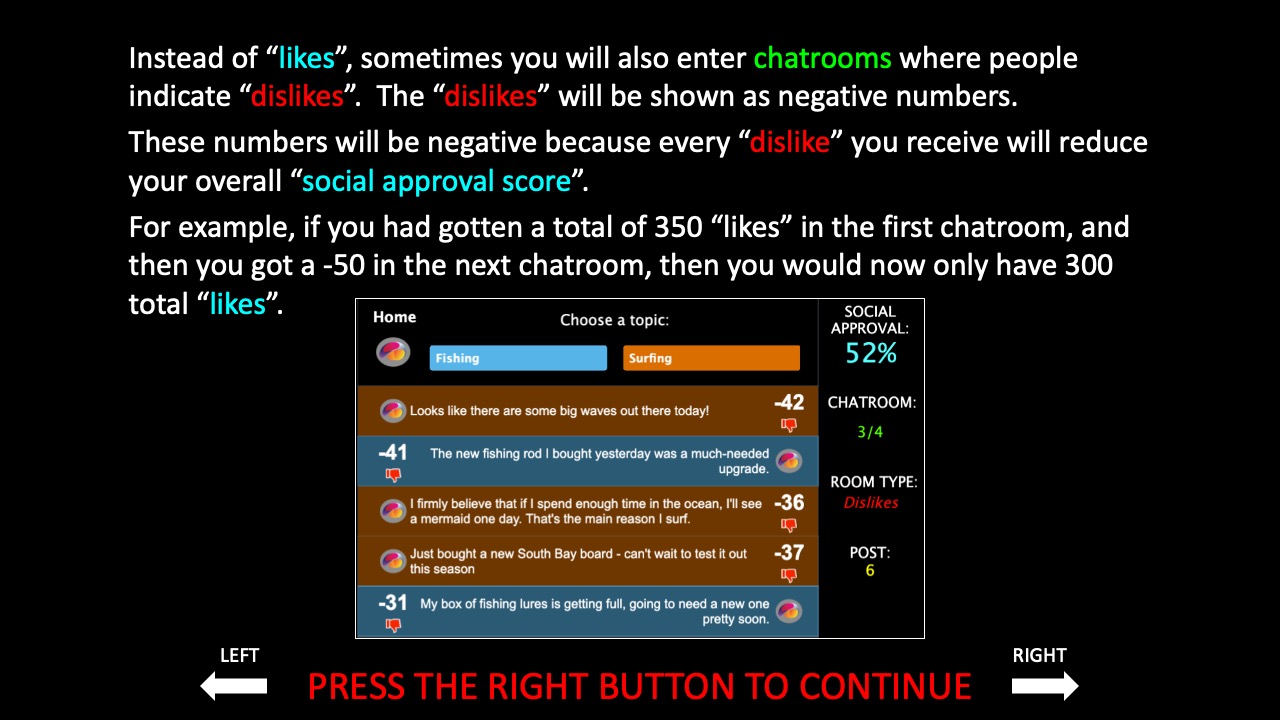 Instead of “likes”, sometimes you will also enter chatrooms where people
indicate “dislikes”.  The “dislikes” will be shown as negative numbers.
These numbers will be negative because every “dislike” you receive will reduce
your overall “social approval score”.
For example, if you had gotten a total of 350 “likes” in the first chatroom, and
then you got a -50 in the next chatroom, then you would now only have 300
total “likes”.
Home
Choose a topic:
Fishing
Surfing
Looks like there are some big waves out there today!
-42
-41
The new fishing rod I bought yesterday was a much-needed
upgrade.
I firmly believe that if I spend enough time in the ocean, I'll see
a mermaid one day. That's the main reason I surf.
-36
Just bought a new South Bay board - can't wait to test it out
this season
-37
-31
My box of fishing lures is getting full, going to need a new one
pretty soon.
SOCIAL
APPROVAL:
52%
CHATROOM:
3/4
ROOM TYPE:
Dislikes
POST:
6
LEFT
PRESS THE RIGHT BUTTON TO CONTINUE
RIGHT